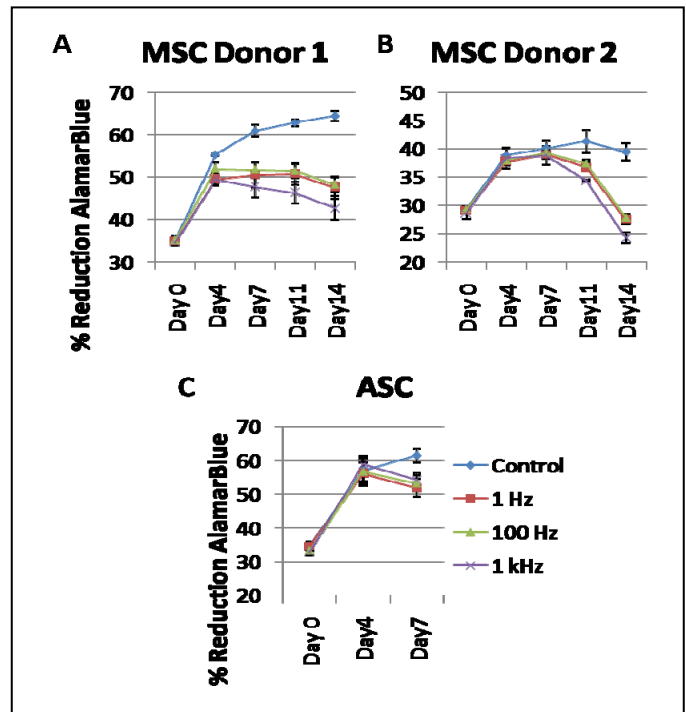 A
MSC Donor 1
% Reduction AlamarBlue
70
60
50
40
30
Day 0
Day4
Day7
Day11
Day14
B
MSC Donor 2
50
45
40
35
30
25
20
Day 0
Day4
Day7
Day11
Day14
C
ASC
% Reduction AlamarBlue
70
60
50
40
30
20
Day 0
Day4
Day7
Control
1 Hz
100 Hz
1 kHz